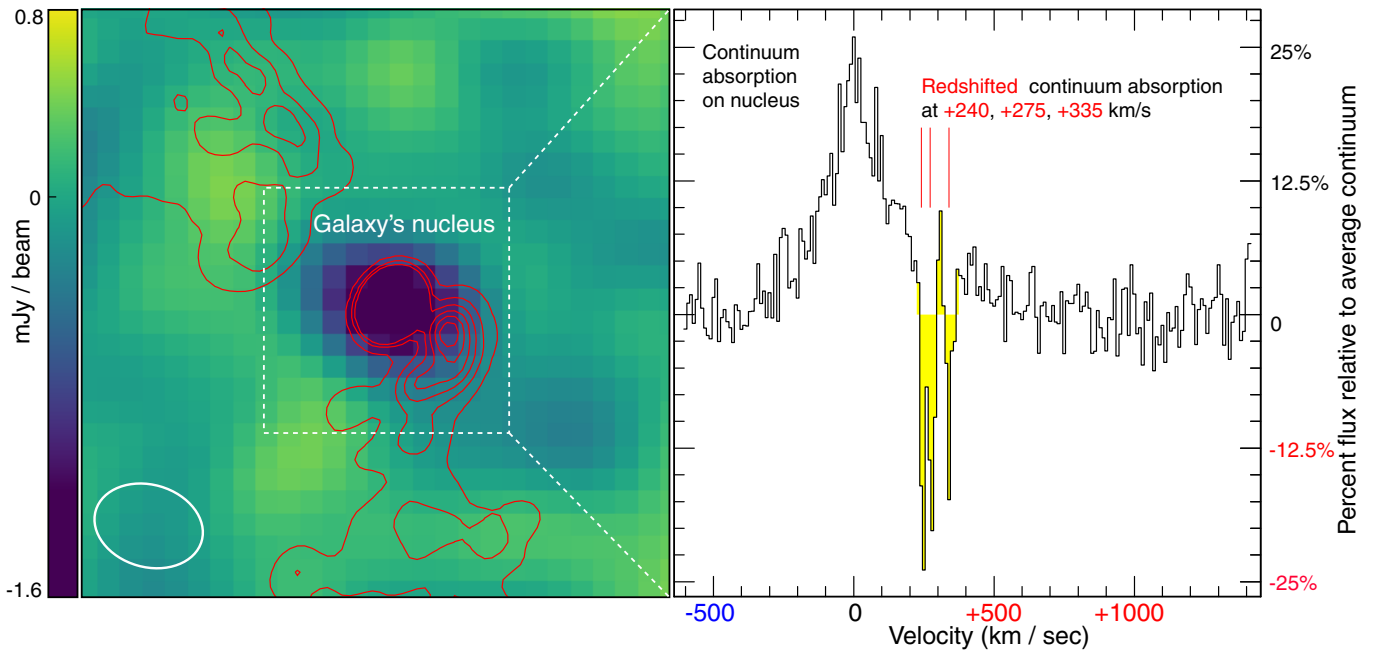 0.8
0
-1.6
mJy / beam
Galaxy's nucleus
Continuum
absorption
on nucleus
Redshifted continuum absorption
at +240, +275, +335 km/s
25%
12.5%
0
-12.5%
-25%
Percent flux relative to average continuum
-500 0 +500 +1000
Velocity (km / sec)